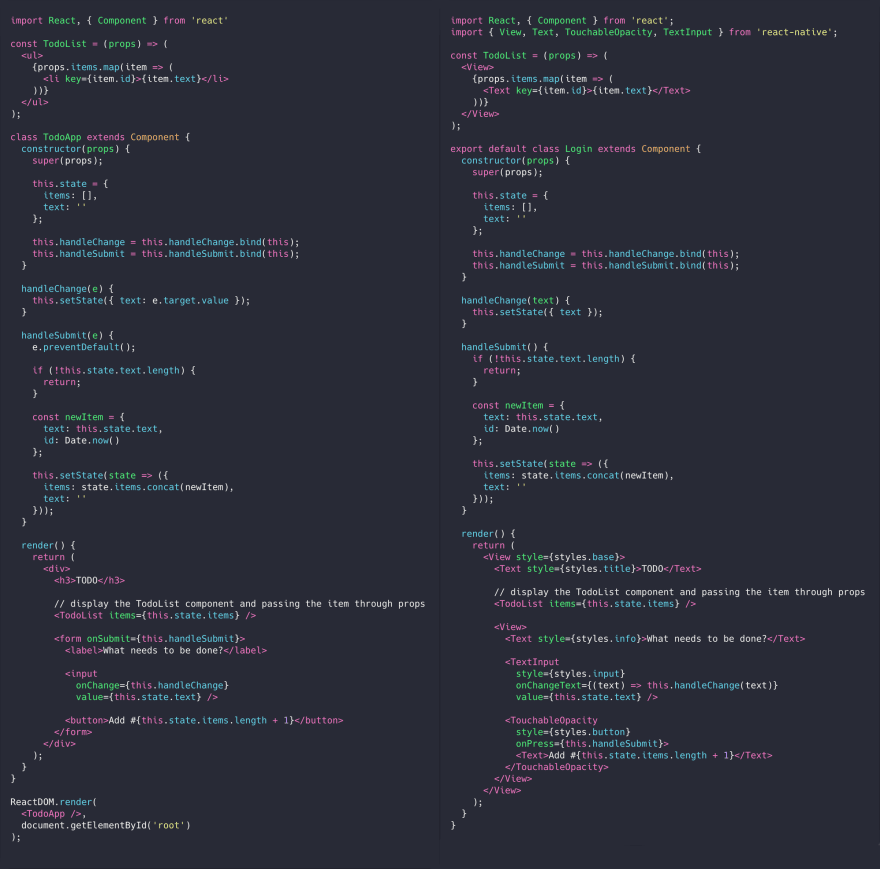 import React, { Component } from 'react'
const TodoList = (props) => (
  <ul>
    {props.items.map(item => (
      <li key={item.id}>{item.text}</li>
    ))}
  </ul>
);
class TodoApp extends Component {
  constructor(props) {
    super(props);
    this.state = {
      items: [],
      text: ''
    };
    this.handleChange = this.handleChange.bind(this);
    this.handleSubmit = this.handleSubmit.bind(this);
  }
  handleChange(e) {
    this.setState({ text: e.target.value });
  }
  handleSubmit(e) {
    e.preventDefault();
    if (!this.state.text.length) {
      return;
    }
    const newItem = {
      text: this.state.text,
      id: Date.now()
    };
    this.setState(state => ({
      items: state.items.concat(newItem),
      text: ''
    }));
  }
  render() {
    return (
      <div>
        <h3>TODO</h3>
        // display the TodoList component and passing the item through props
        <TodoList items={this.state.items} />
        <form onSubmit={this.handleSubmit}>
          <label>What needs to be done?</label>
          <input
            onChange={this.handleChange}
            value={this.state.text} />
          <button>Add #{this.state.items.length + 1}</button>
        </form>
      </div>
    );
  }
}
ReactDOM.render(
  <TodoApp />,
  document.getElementById('root')
);
import React, { Component } from 'react';
import { View, Text, TouchableOpacity, TextInput } from 'react-native';
const TodoList = (props) => (
  <View>
    {props.items.map(item => (
      <Text key={item.id}>{item.text}</Text>
    ))}
  </View>
);
export default class Login extends Component {
  constructor(props) {
    super(props);
    this.state = {
      items: [],
      text: ''
    };
    this.handleChange = this.handleChange.bind(this);
    this.handleSubmit = this.handleSubmit.bind(this);
  }
  handleChange(text) {
    this.setState({ text });
  }
  handleSubmit() {
    if (!this.state.text.length) {
      return;
    }
    const newItem = {
      text: this.state.text,
      id: Date.now()
    };
    this.setState(state => ({
      items: state.items.concat(newItem),
      text: ''
    }));
  }
  render() {
    return (
      <View style={styles.base}>
        <Text style={styles.title}>TODO</Text>
        // display the TodoList component and passing the item through props
        <TodoList items={this.state.items} />
        <View>
          <Text style={styles.info}>What needs to be done?</Text>
          <TextInput
            style={styles.input}
            onChangeText={(text) => this.handleChange(text)}
            value={this.state.text} />
          <TouchableOpacity
            style={styles.button}
            onPress={this.handleSubmit}>
            <Text>Add #{this.state.items.length + 1}</Text>
          </TouchableOpacity>
        </View>
      </View>
    );
  }
}